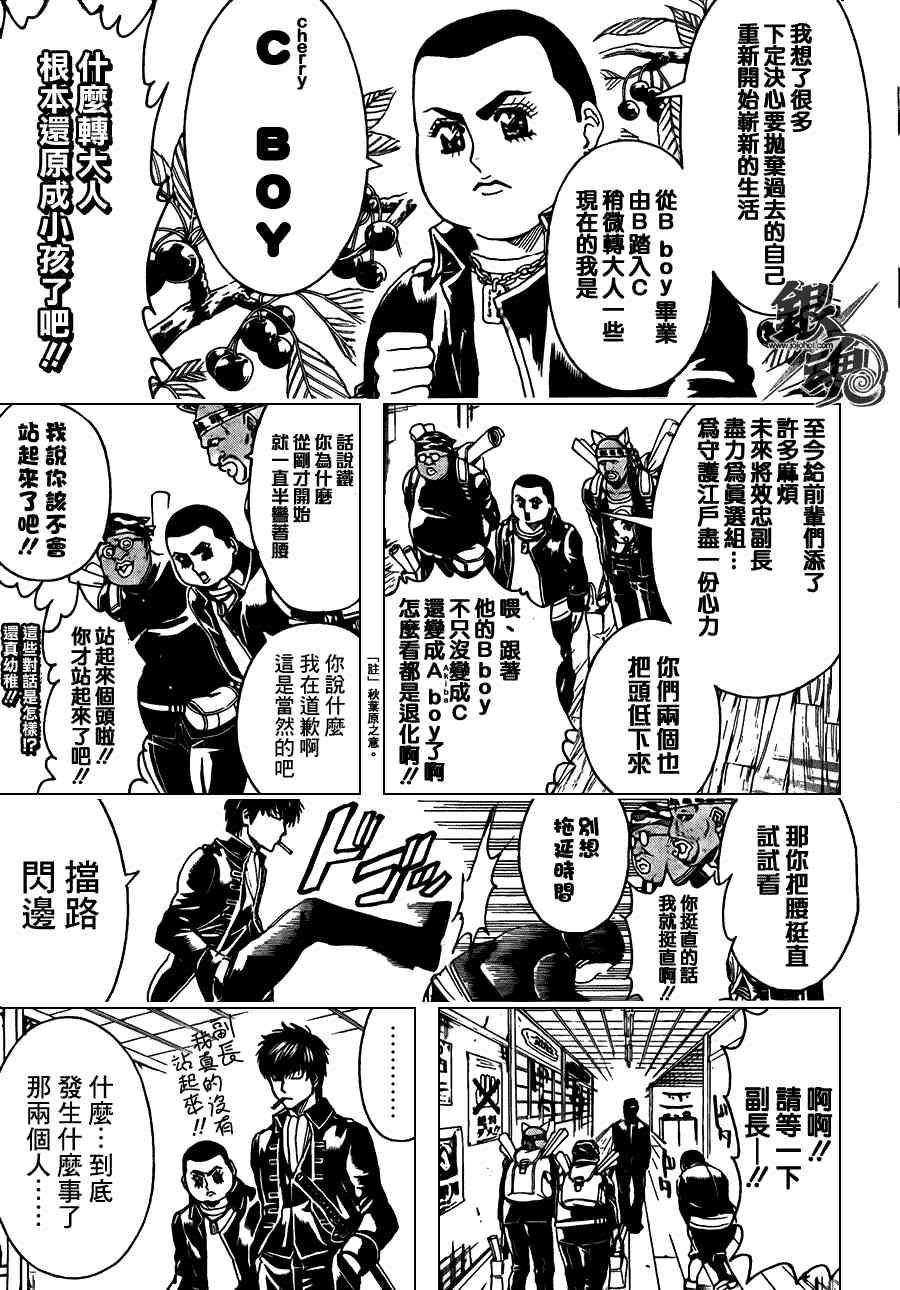 我想了很多
下定決心要拋棄過去的自己
重新開始嶄新的生活
從B boy畢業
由B踏入C
稍微轉大人一些
現在的我是
cherry
C BOY
什麼轉大人
根本還原成小孩了吧!!
銀魂
www.jojohot.com
至今給前輩們添了
許多麻煩
未來將效忠副長
盡力為真選組…
為守護江戶盡一份心力
你們兩個也
把頭低下來
喂、跟著
他的B boy
不只沒變成C
還變成A boy了啊
Akiba
怎麼看都是退化啊!!
「註」秋葉原之意。
話說鐵
你為什麼
從剛才開始
就一直半彎著腰
你說什麼
我在道歉啊
這是當然的吧
我說你該不會
站起來了吧!!
站起來個頭啦!!
你才站起來了吧!!
這些對話是怎樣!?
還真幼稚!!
那你把腰挺直
試試看
你挺直的話
我就挺直啊!!
別想
拖延時間
ドゴッ
擋路
閃邊
啊啊!!
請等一下
副長—!!
………
副長
我真的沒有
站起來!!
什麼…到底
發生什麼事了
那兩個人……